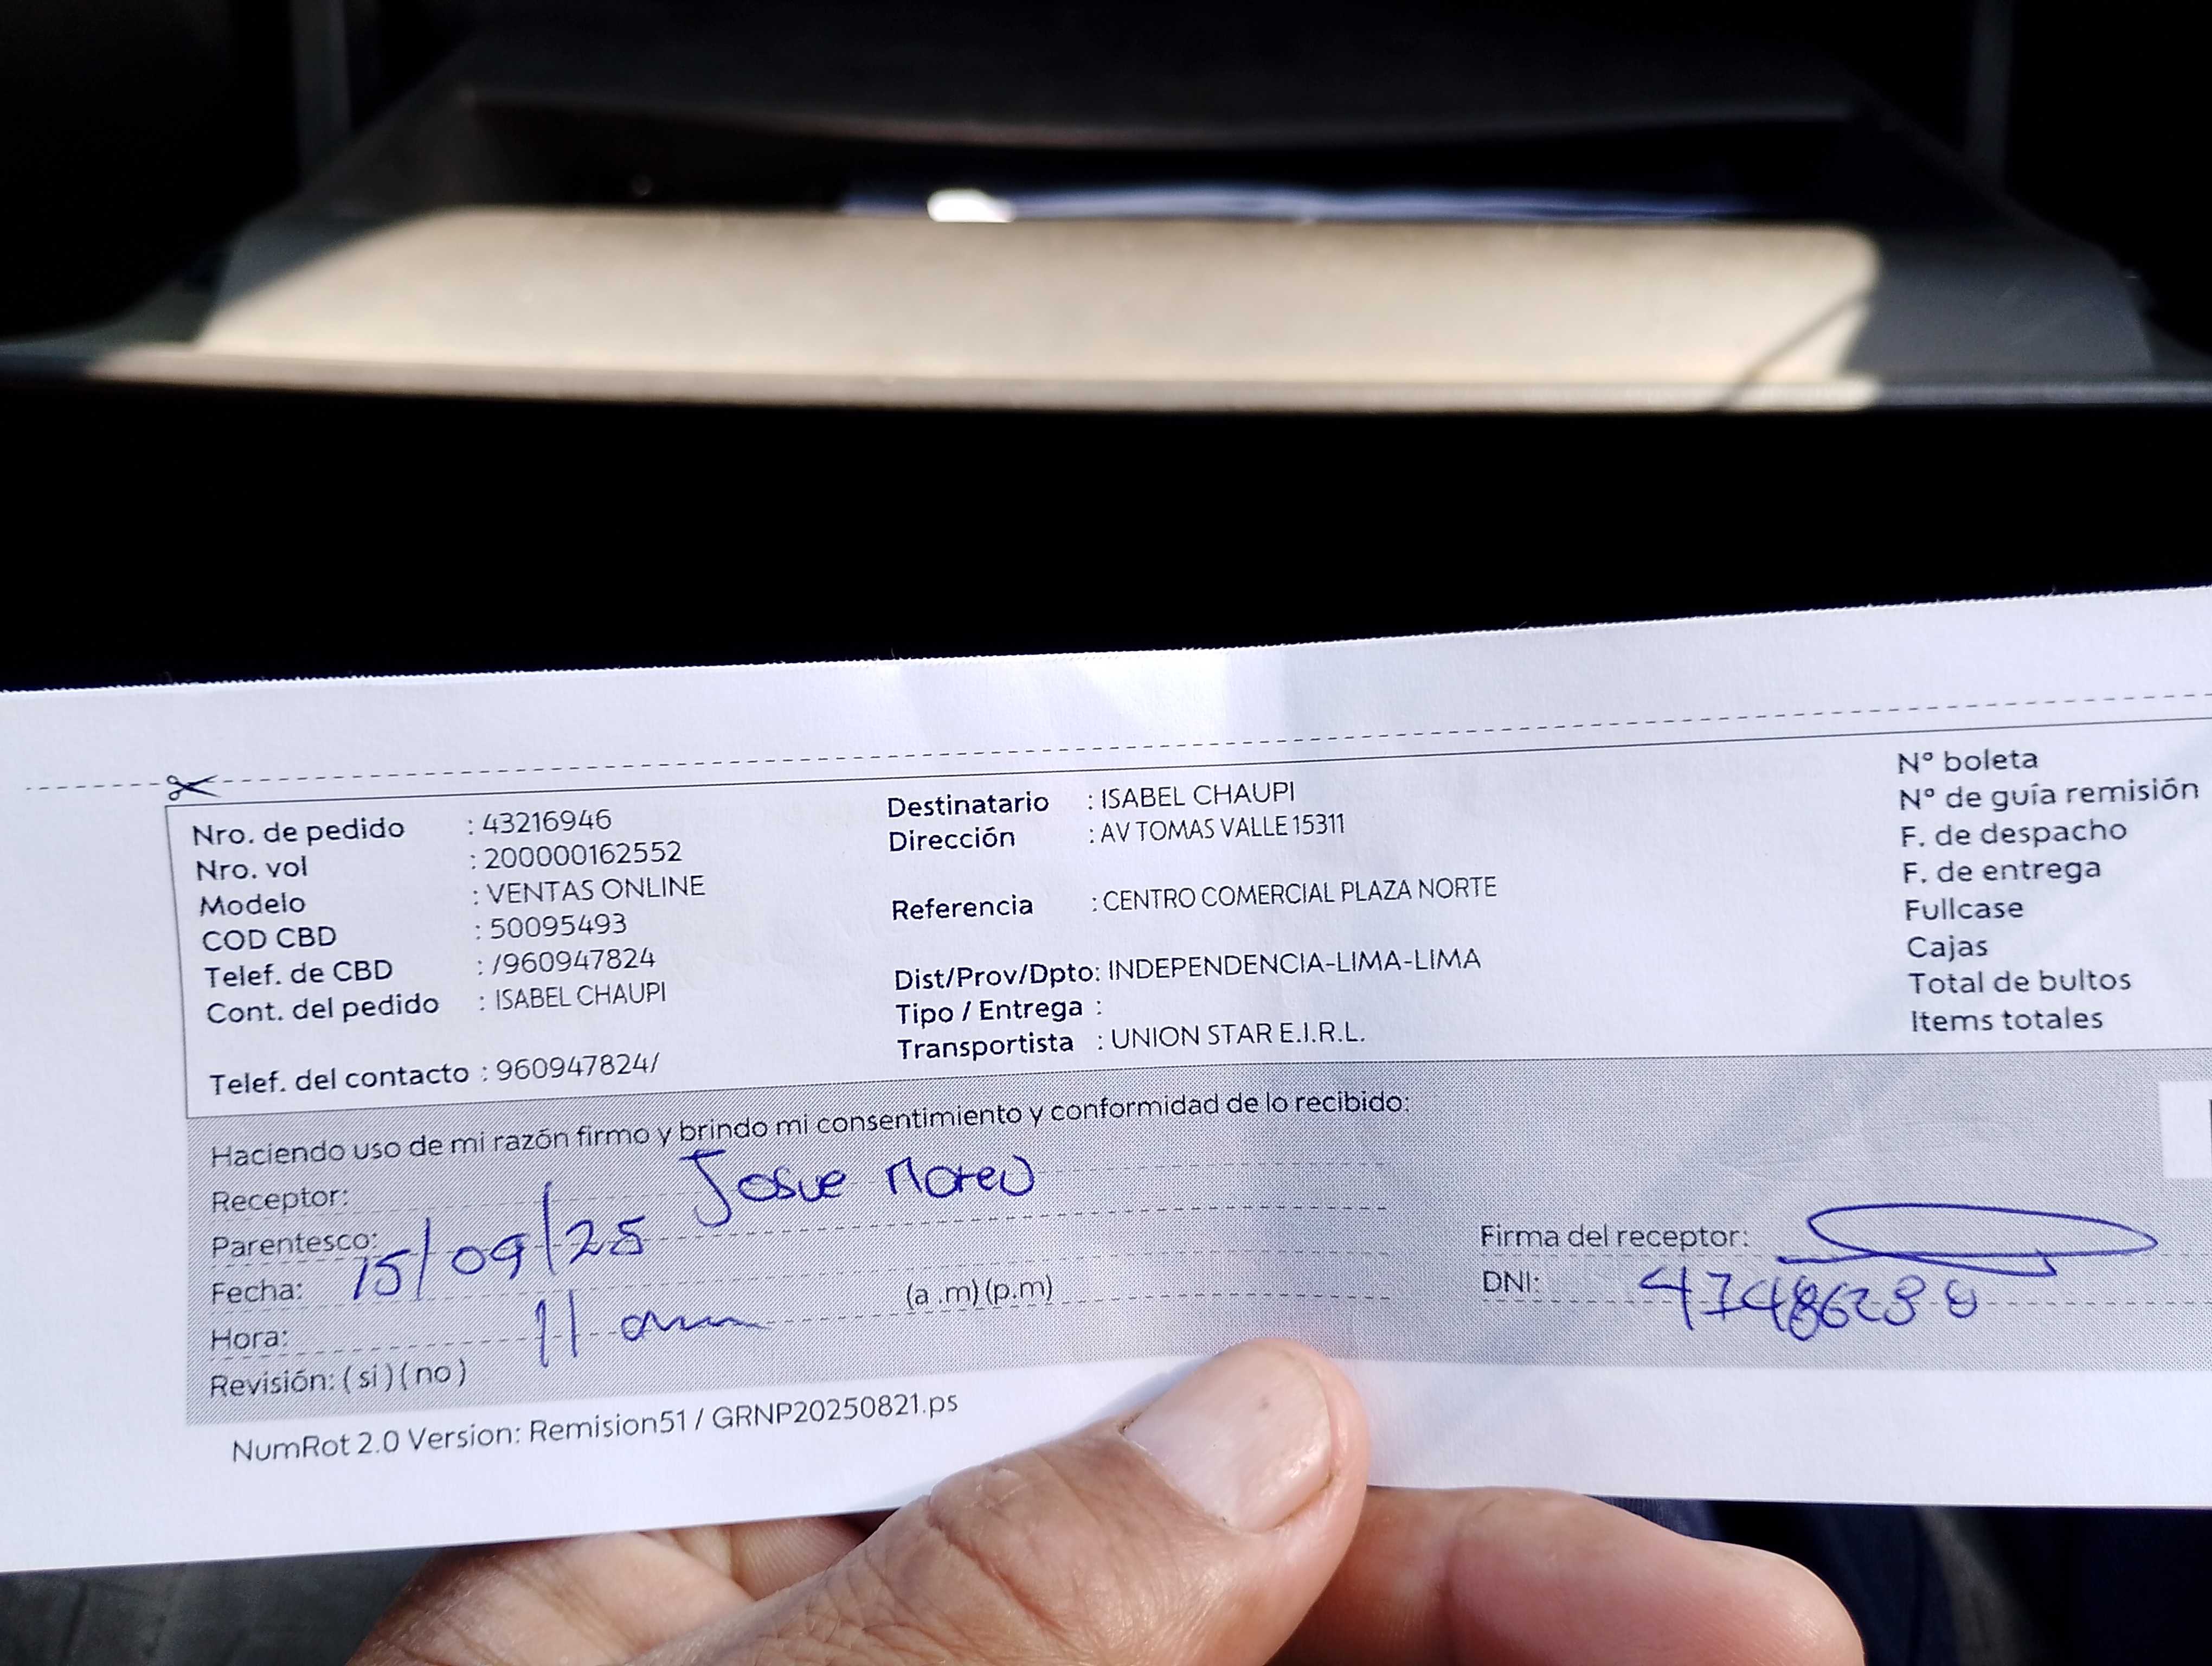 Nro. de pedido : 43216946
Nro. vol : 200000162552
Modelo : VENTAS ONLINE
COD CBD : 50095493
Telef. de CBD : /960947824
Cont. del pedido : ISABEL CHAUPI
Telef. del contacto : 960947824/
Destinatario : ISABEL CHAUPI
Dirección : AV TOMAS VALLE 15311
Referencia : CENTRO COMERCIAL PLAZA NORTE
Dist/Prov/Dpto: INDEPENDENCIA-LIMA-LIMA
Tipo / Entrega :
Transportista : UNION STAR E.I.R.L.
N° boleta
N° de guía remisión
F. de despacho
F. de entrega
Fullcase
Cajas
Total de bultos
Items totales
Haciendo uso de mi razón firmo y brindo mi consentimiento y conformidad de lo recibido:
Receptor: Josue
Parentesco:
Fecha: 15/09/25
Hora: 11 am (a .m) (p.m)
Revisión: ( si ) ( no )
Firma del receptor:
DNI:
NumRot 2.0 Version: Remision51 / GRNP20250821.ps